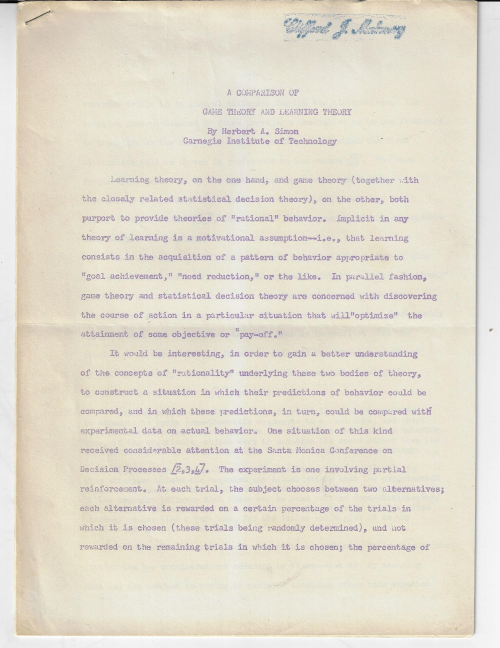 Clifford J. Maloney
A COMPARISON OF
GAME THEORY AND LEARNING THEORY
By Herbert A. Simon
Carnegie Institute of Technology
Learning theory, on the one hand, and game theory (together with
the closely related statistical decision theory), on the other, both
purport to provide theories of "rational" behavior. Implicit in any
theory of learning is a motivational assumption--i.e., that learning
consists in the acquisition of a pattern of behavior appropriate to
"goal achievement," "need reduction," or the like. In parallel fashion,
game theory and statistical decision theory are concerned with discovering
the course of action in a particular situation that will"optimize" the
attainment of some objective or "pay-off."
It would be interesting, in order to gain a better understanding
of the concepts of "rationality" underlying these two bodies of theory,
to construct a situation in which their predictions of behavior could be
compared, and in which these predictions, in turn, could be compared with
experimental data on actual behavior. One situation of this kind
received considerable attention at the Santa Monica Conference on
Decision Processes [2,3,4]. The experiment is one involving partial
reinforcement. At each trial, the subject chooses between two alternatives;
each alternative is rewarded on a certain percentage of the trials in
which it is chosen (these trials being randomly determined), and not
rewarded on the remaining trials in which it is chosen; the percentage of